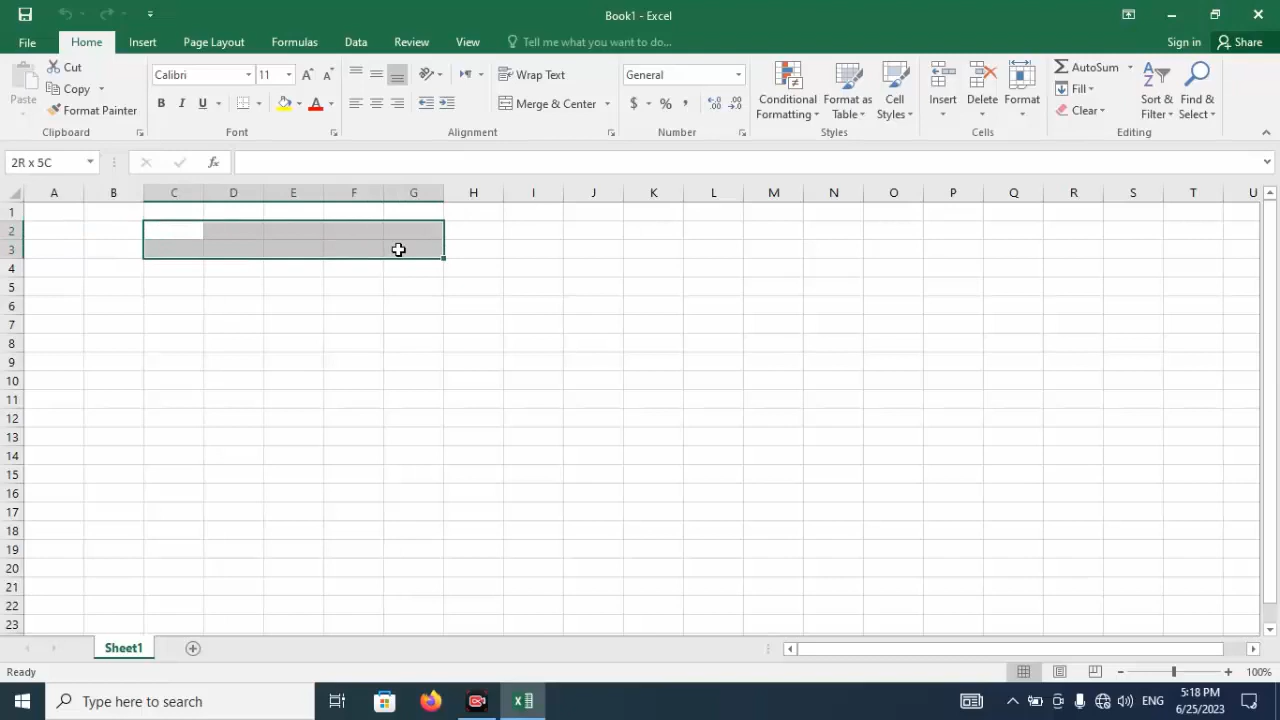 Book1 - Excel
File Home Insert Page Layout Formulas Data Review View Tell me what you want to do... Sign in Share
Paste Cut Copy Format Painter Clipboard
Calibri 11 B I U Font
Wrap Text Merge & Center Alignment
General $ % , Number
Conditional Formatting Format as Table Cell Styles Styles
Insert Delete Format Cells
AutoSum Fill Clear Sort & Filter Find & Select Editing
2R x 5C fx
A B C D E F G H I J K L M N O P Q R S T U
1
2
3
4
5
6
7
8
9
10
11
12
13
14
15
16
17
18
19
20
21
22
23
Sheet1
Ready 100%
Type here to search ENG 5:18 PM
6/25/2023